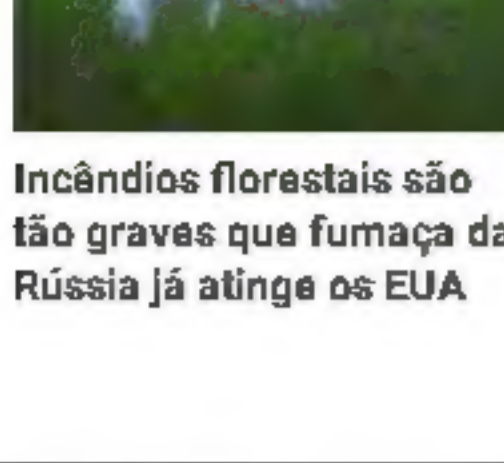 Incêndios florestais são
tão graves que fumaça da
Rússia já atinge os EUA